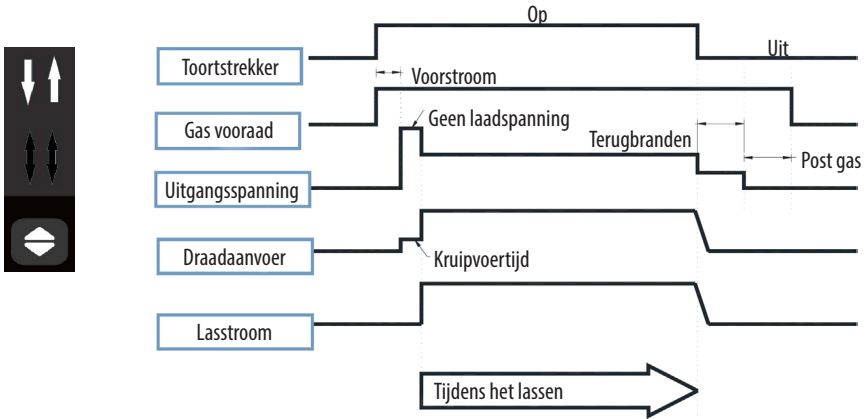 Op
Uit
Toortstrekker
Voorstroom
Gas vooraad
Geen laadspanning
Terugbranden
Post gas
Uitgangsspanning
Draadaanvoer
Kruipvoertijd
Lasstroom
Tijdens het lassen